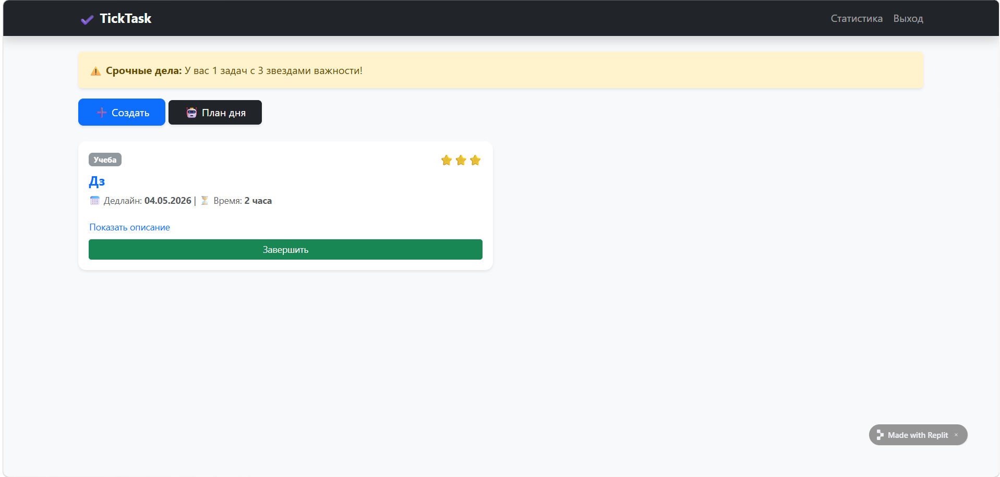 TickTask
Статистика Выход
Срочные дела: У вас 1 задач с 3 звездами важности!
Создать План дня
Учеба
Дз
Дедлайн: 04.05.2026 | Время: 2 часа
Показать описание
Завершить
Made with Replit ×